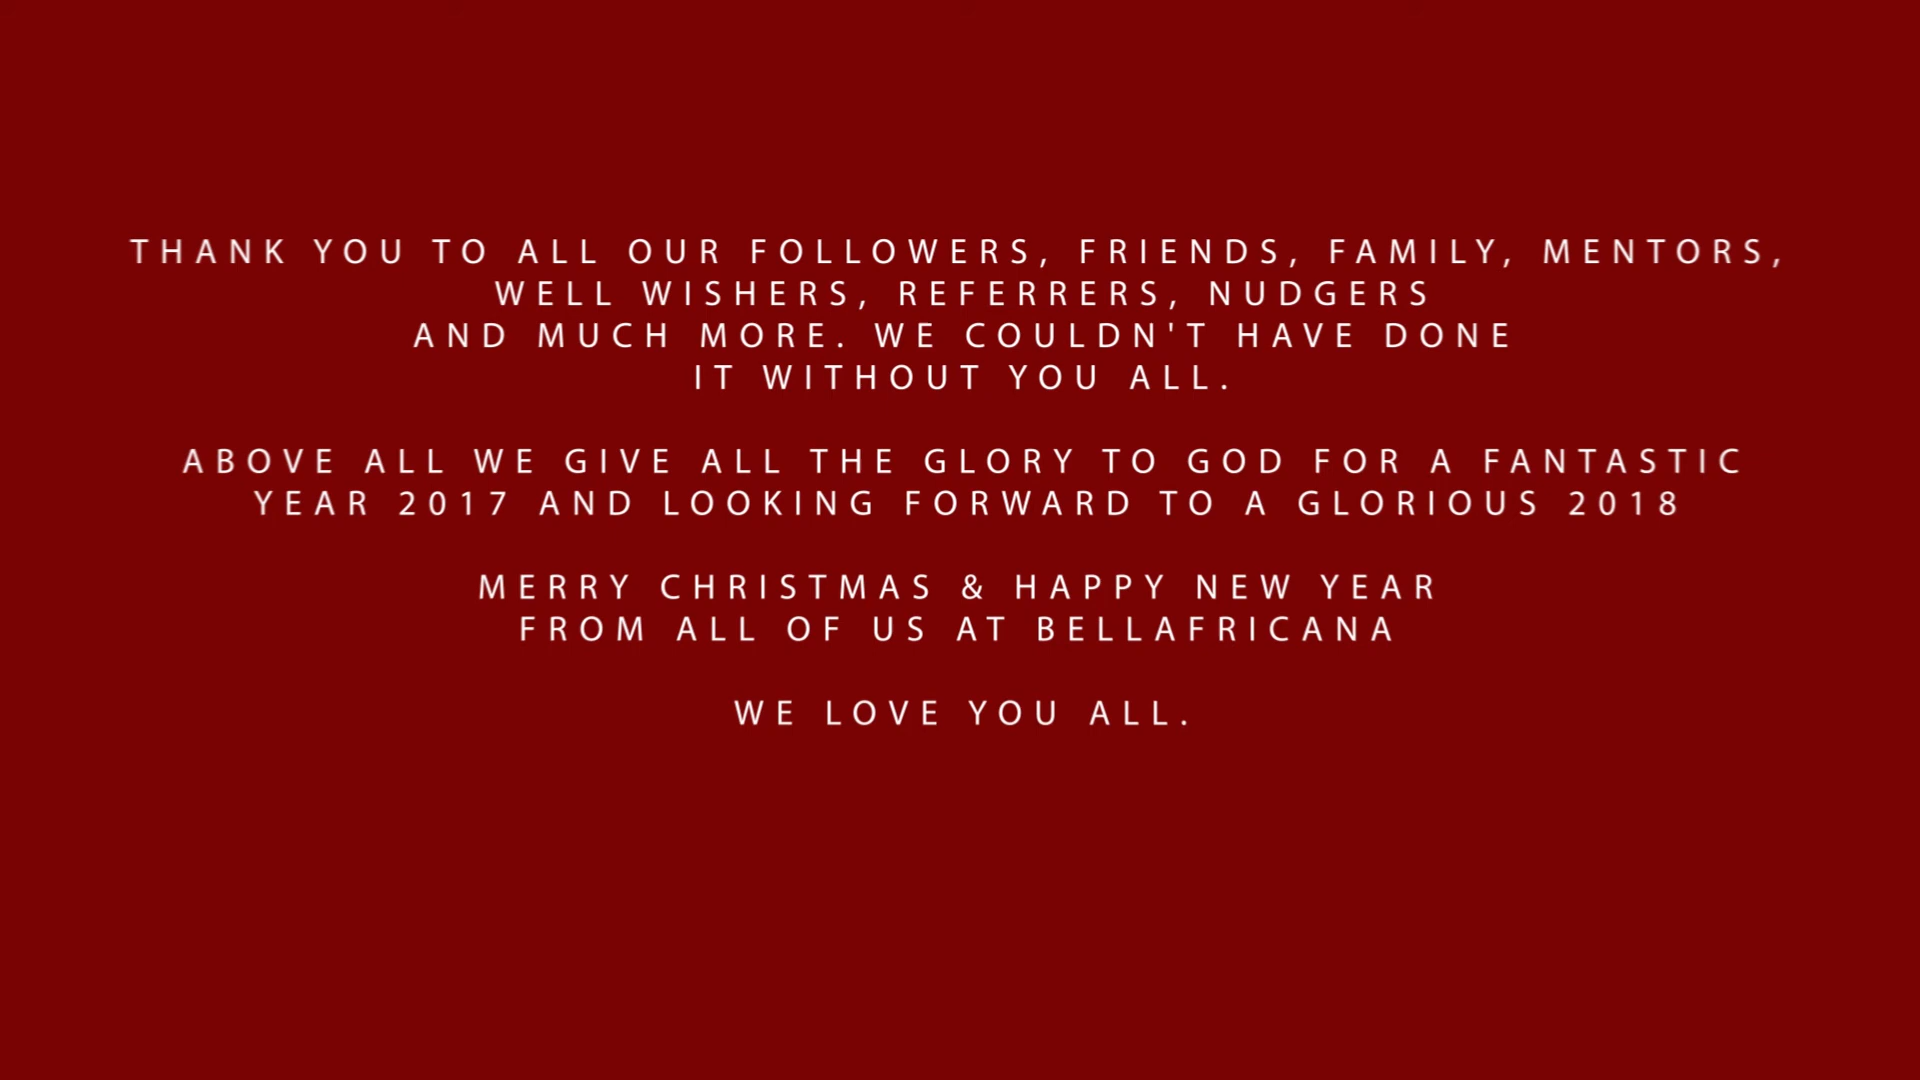 THANK YOU TO ALL OUR FOLLOWERS, FRIENDS, FAMILY, MENTORS,
WELL WISHERS, REFERRERS, NUDGERS
AND MUCH MORE. WE COULDN'T HAVE DONE
IT WITHOUT YOU ALL.
ABOVE ALL WE GIVE ALL THE GLORY TO GOD FOR A FANTASTIC
YEAR 2017 AND LOOKING FORWARD TO A GLORIOUS 2018
MERRY CHRISTMAS & HAPPY NEW YEAR
FROM ALL OF US AT BELLAFRICANA
WE LOVE YOU ALL.